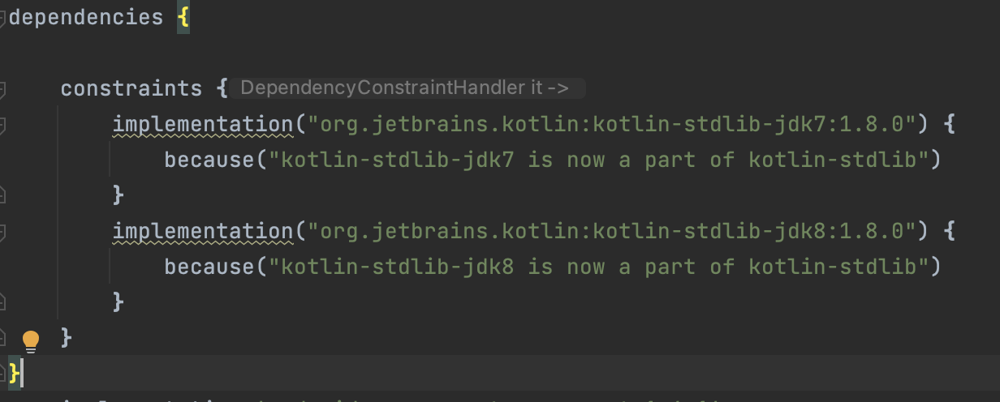 dependencies {
constraints { DependencyConstraintHandler it ->
implementation("org.jetbrains.kotlin:kotlin-stdlib-jdk7:1.8.0") {
because("kotlin-stdlib-jdk7 is now a part of kotlin-stdlib")
}
implementation("org.jetbrains.kotlin:kotlin-stdlib-jdk8:1.8.0") {
because("kotlin-stdlib-jdk8 is now a part of kotlin-stdlib")
}
}
}